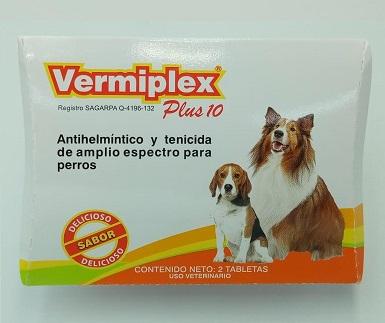 Vermiplex®
Registro SAGARPA Q-4196-132
Plus 10
Antihelmíntico y tenicida
de amplio espectro para
perros
DELICIOSO
SABOR
DELICIOSO
CONTENIDO NETO: 2 TABLETAS
USO VETERINARIO